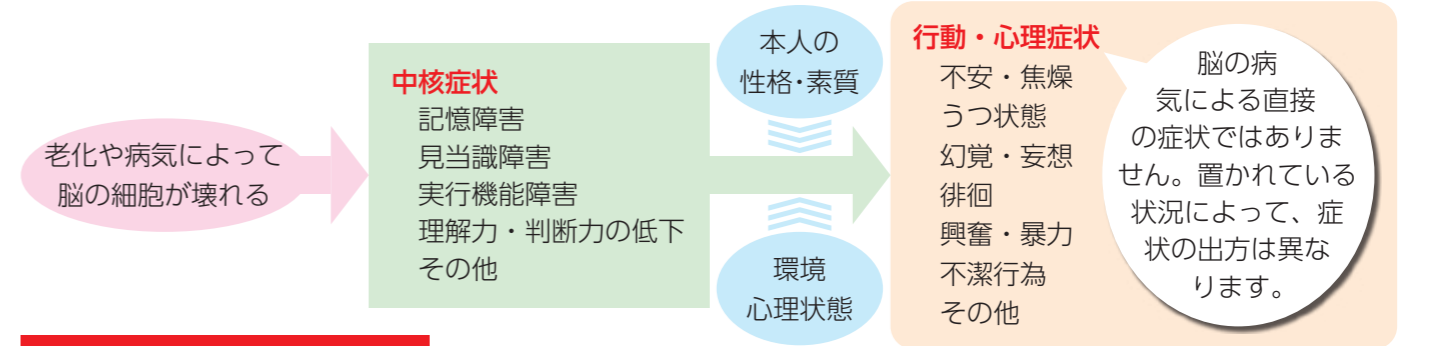 老化や病気によって
脳の細胞が壊れる
中核症状
記憶障害
見当識障害
実行機能障害
理解力・判断力の低下
その他
本人の
性格・素質
環境
心理状態
行動・心理症状
不安・焦燥
うつ状態
幻覚・妄想
徘徊
興奮・暴力
不潔行為
その他
脳の病
気による直接
の症状ではありま
せん。置かれている
状況によって、症
状の出方は異な
ります。